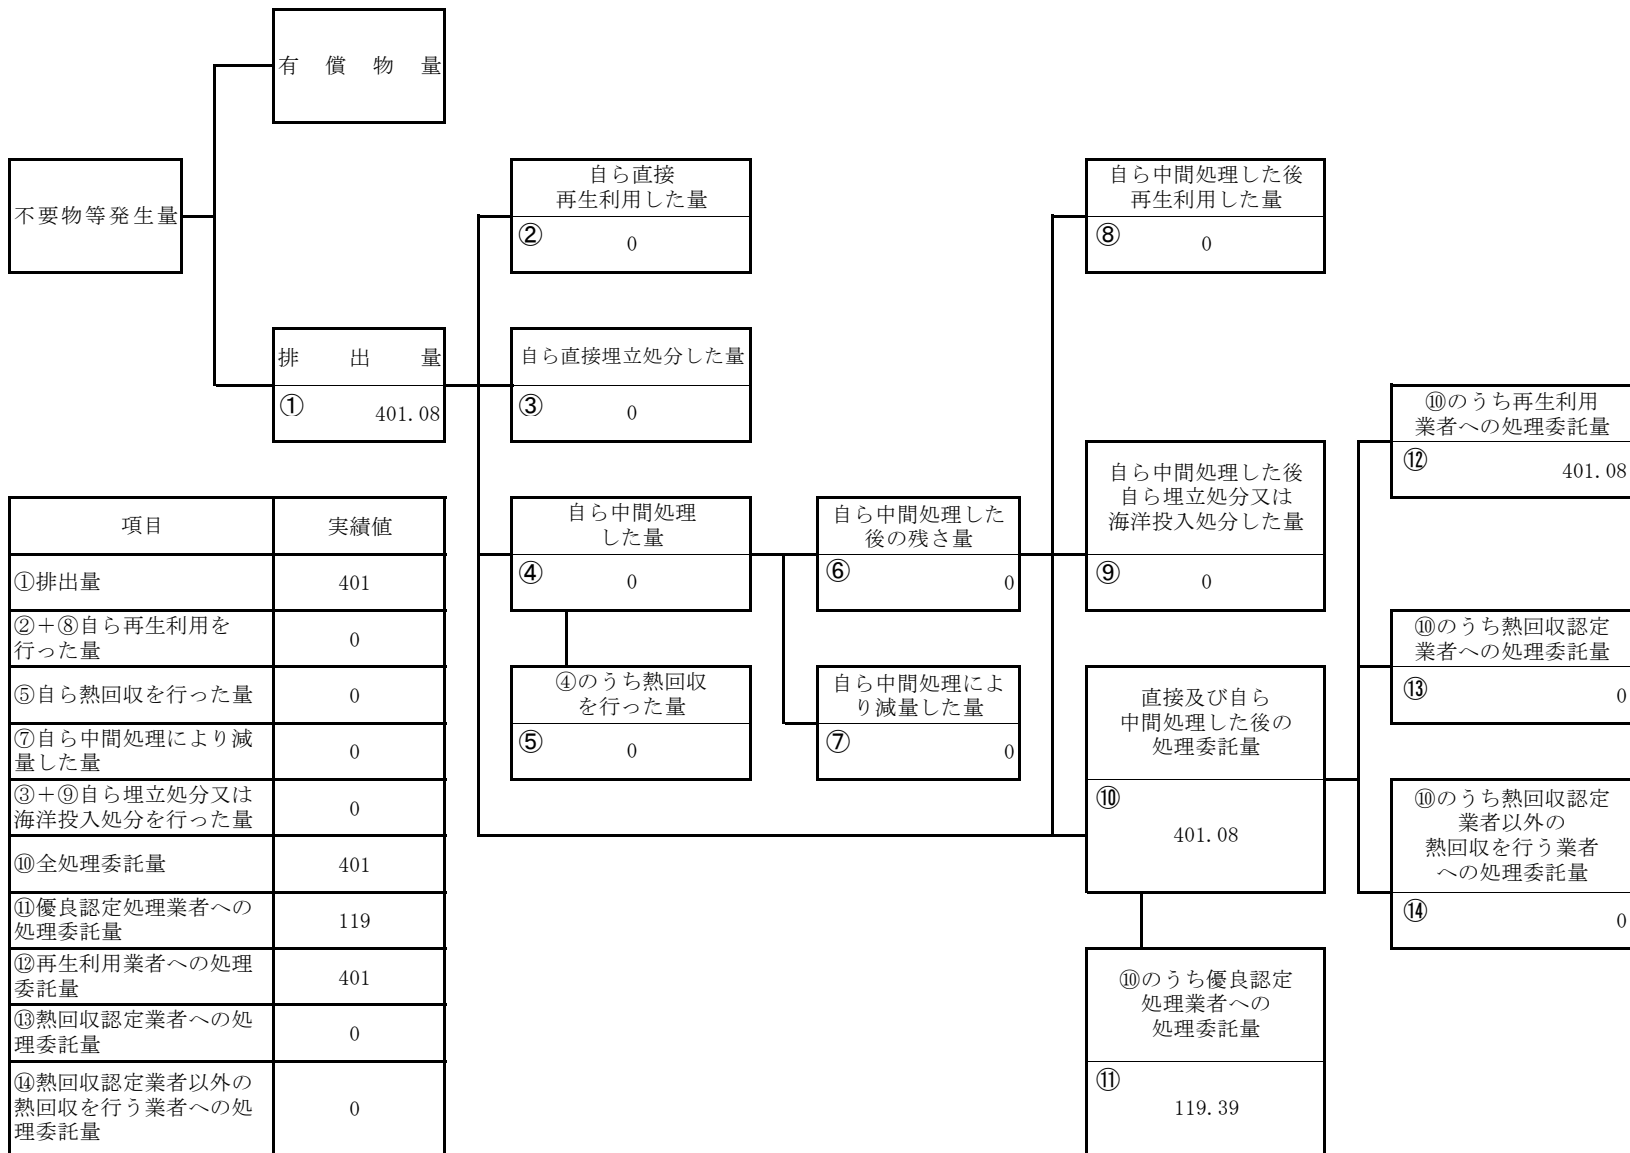 有償物量
不要物等発生量
自ら直接
再生利用した量
②
0
自ら中間処理した後
再生利用した量
⑧
0
排出量
①
401.08
自ら直接埋立処分した量
③
0
⑩のうち再生利用
業者への処理委託量
⑫
401.08
自ら中間処理
した量
④
0
自ら中間処理した
後の残さ量
⑥
0
自ら中間処理した後
自ら埋立処分又は
海洋投入処分した量
⑨
0
⑩のうち熱回収認定
業者への処理委託量
⑬
0
④のうち熱回収
を行った量
⑤
0
自ら中間処理によ
り減量した量
⑦
0
直接及び自ら
中間処理した後の
処理委託量
⑩
401.08
⑩のうち熱回収認定
業者以外の
熱回収を行う業者
への処理委託量
⑭
0
⑩のうち優良認定
処理業者への
処理委託量
⑪
119.39
項目 実績値
①排出量 401
②+⑧自ら再生利用を
行った量 0
⑤自ら熱回収を行った量 0
⑦自ら中間処理により減
量した量 0
③+⑨自ら埋立処分又は
海洋投入処分を行った量 0
⑩全処理委託量 401
⑪優良認定処理業者への
処理委託量 119
⑫再生利用業者への処理
委託量 401
⑬熱回収認定業者への処
理委託量 0
⑭熱回収認定業者以外の
熱回収を行う業者への処
理委託量 0